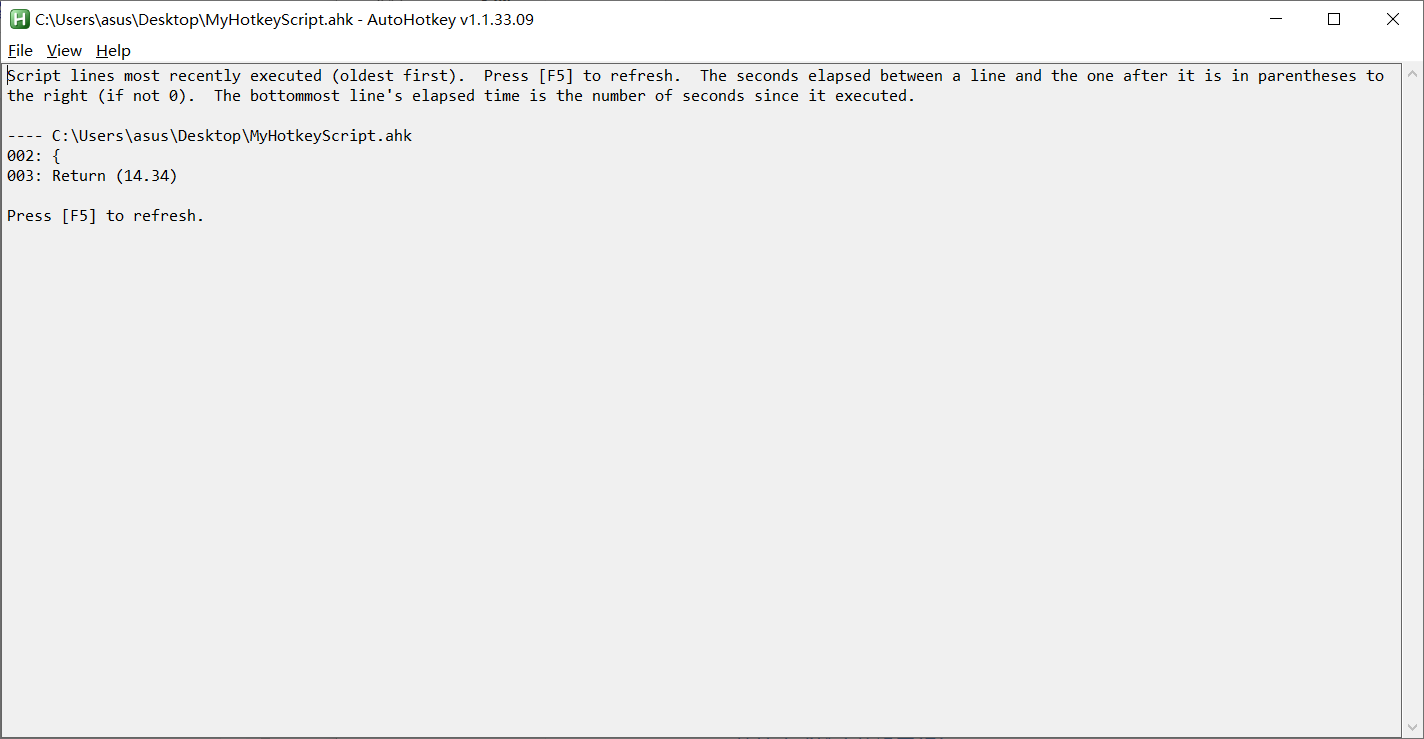 C:\Users\asus\Desktop\MyHotkeyScript.ahk - AutoHotkey v1.1.33.09
File View Help
Script lines most recently executed (oldest first).  Press [F5] to refresh.  The seconds elapsed between a line and the one after it is in parentheses to
the right (if not 0).  The bottommost line's elapsed time is the number of seconds since it executed.
---- C:\Users\asus\Desktop\MyHotkeyScript.ahk
002: {
003: Return (14.34)
Press [F5] to refresh.